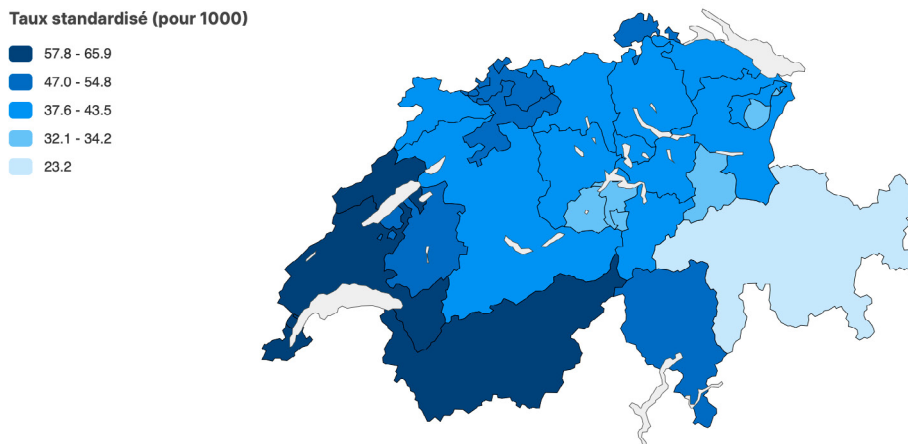 Taux standardisé (pour 1000)
57.8 - 65.9
47.0 - 54.8
37.6 - 43.5
32.1 - 34.2
23.2